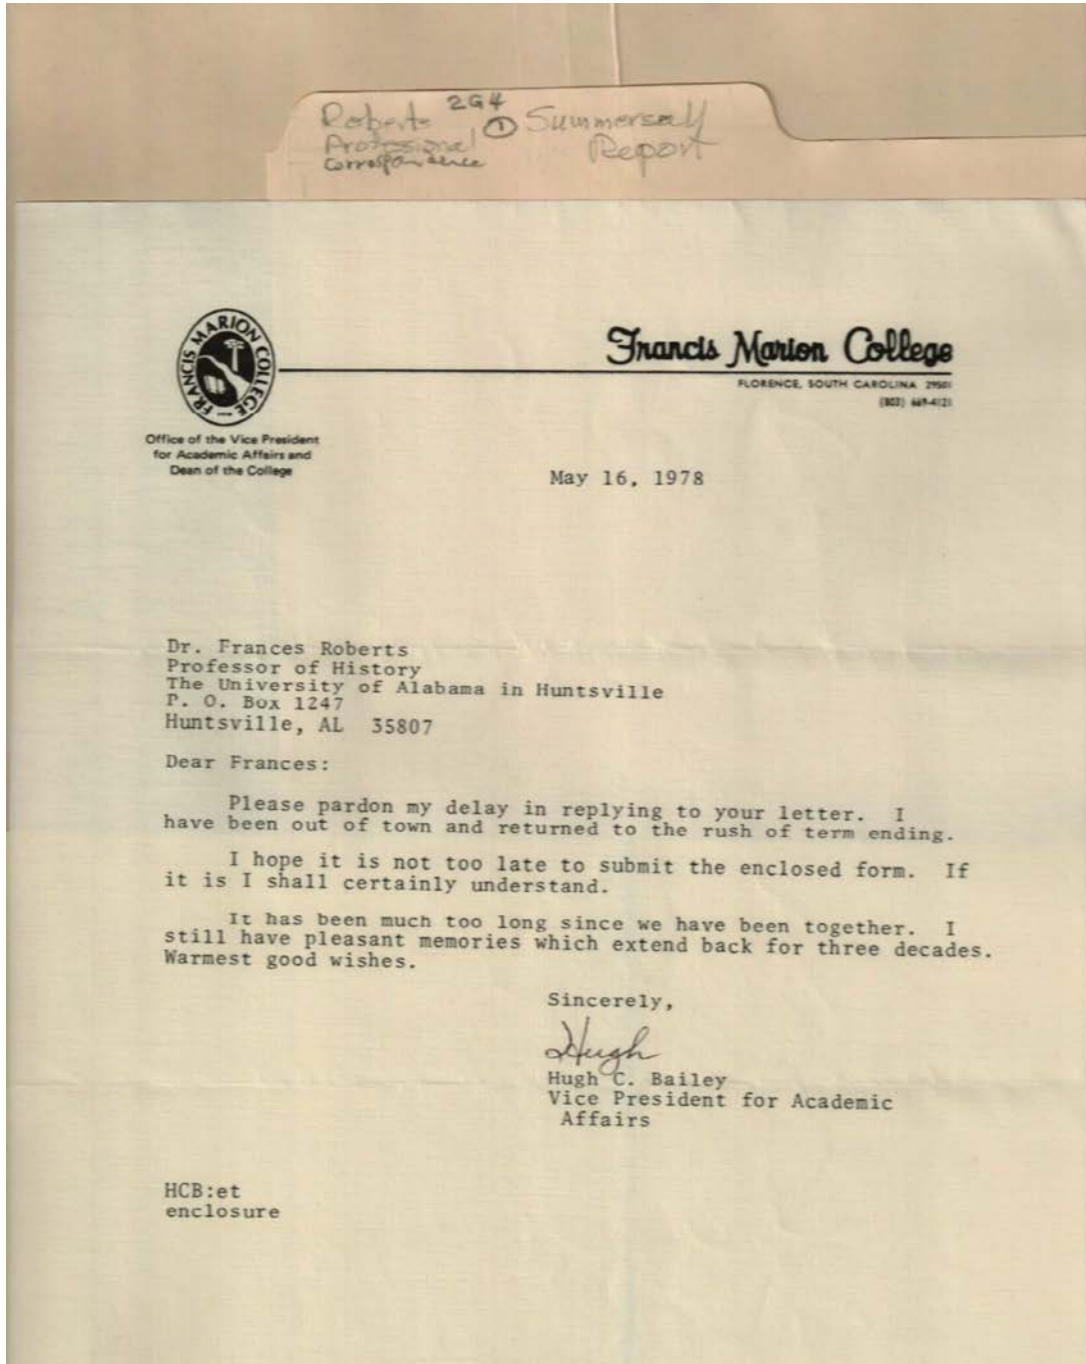 Roberts 2G4 ① Summersell
Professional Report
Correspondence
FRANCIS MARION COLLEGE
Francis Marion College
FLORENCE, SOUTH CAROLINA 29501
(803) 669-4121
Office of the Vice President
for Academic Affairs and
Dean of the College
May 16, 1978
Dr. Frances Roberts
Professor of History
The University of Alabama in Huntsville
P. O. Box 1247
Huntsville, AL 35807
Dear Frances:
Please pardon my delay in replying to your letter. I
have been out of town and returned to the rush of term ending.
I hope it is not too late to submit the enclosed form. If
it is I shall certainly understand.
It has been much too long since we have been together. I
still have pleasant memories which extend back for three decades.
Warmest good wishes.
Sincerely,
Hugh
Hugh C. Bailey
Vice President for Academic
Affairs
HCB:et
enclosure